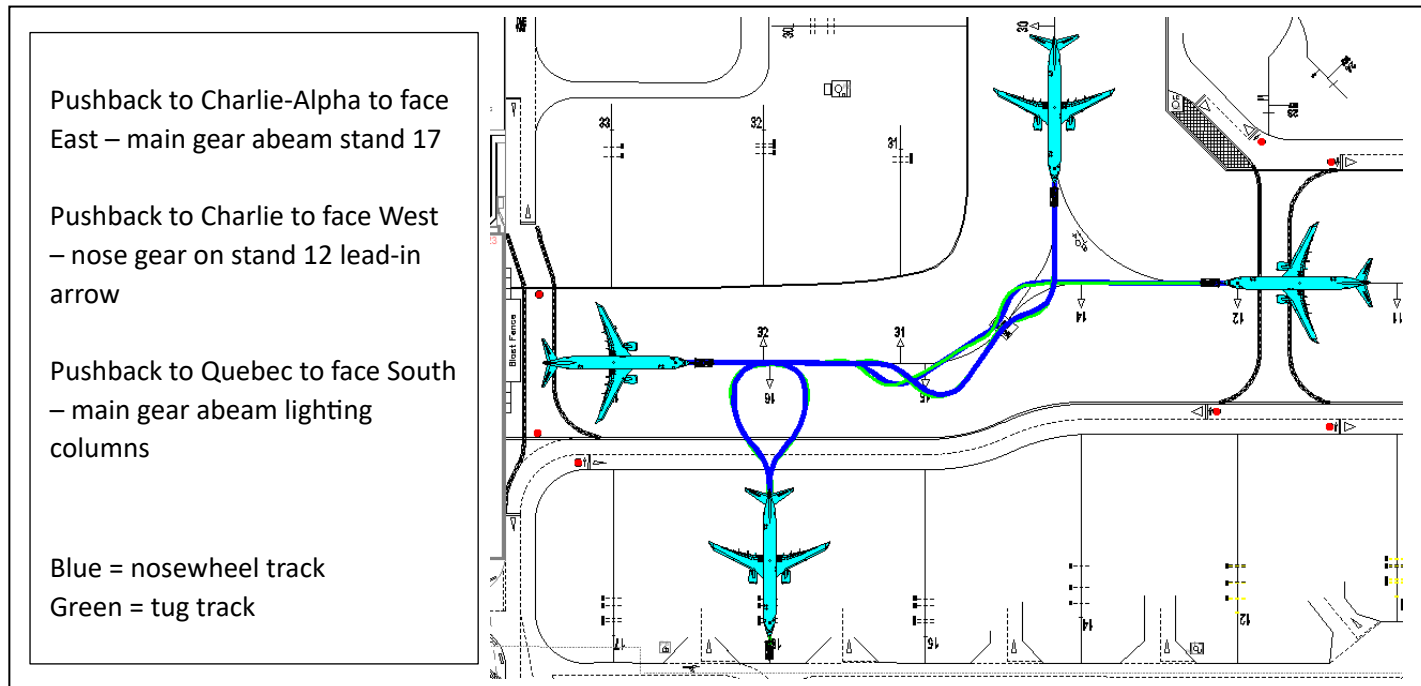 Pushback to Charlie-Alpha to face
East – main gear abeam stand 17
Pushback to Charlie to face West
– nose gear on stand 12 lead-in
arrow
Pushback to Quebec to face South
– main gear abeam lighting
columns
Blue = nosewheel track
Green = tug track
30
30
33
32
31
23
Blast Fence
32
31
14
12
11
16
15
17
15
14
12